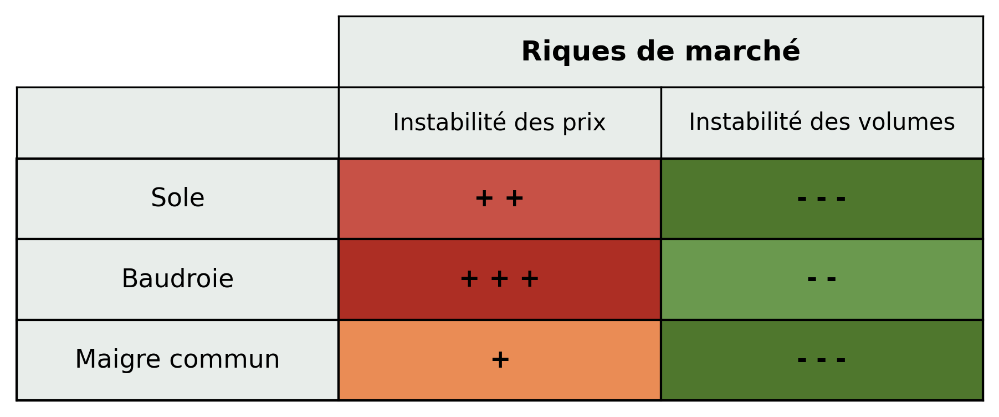 Riques de marché
Instabilité des prix Instabilité des volumes
Sole + + - - -
Baudroie + + + - -
Maigre commun + - - -